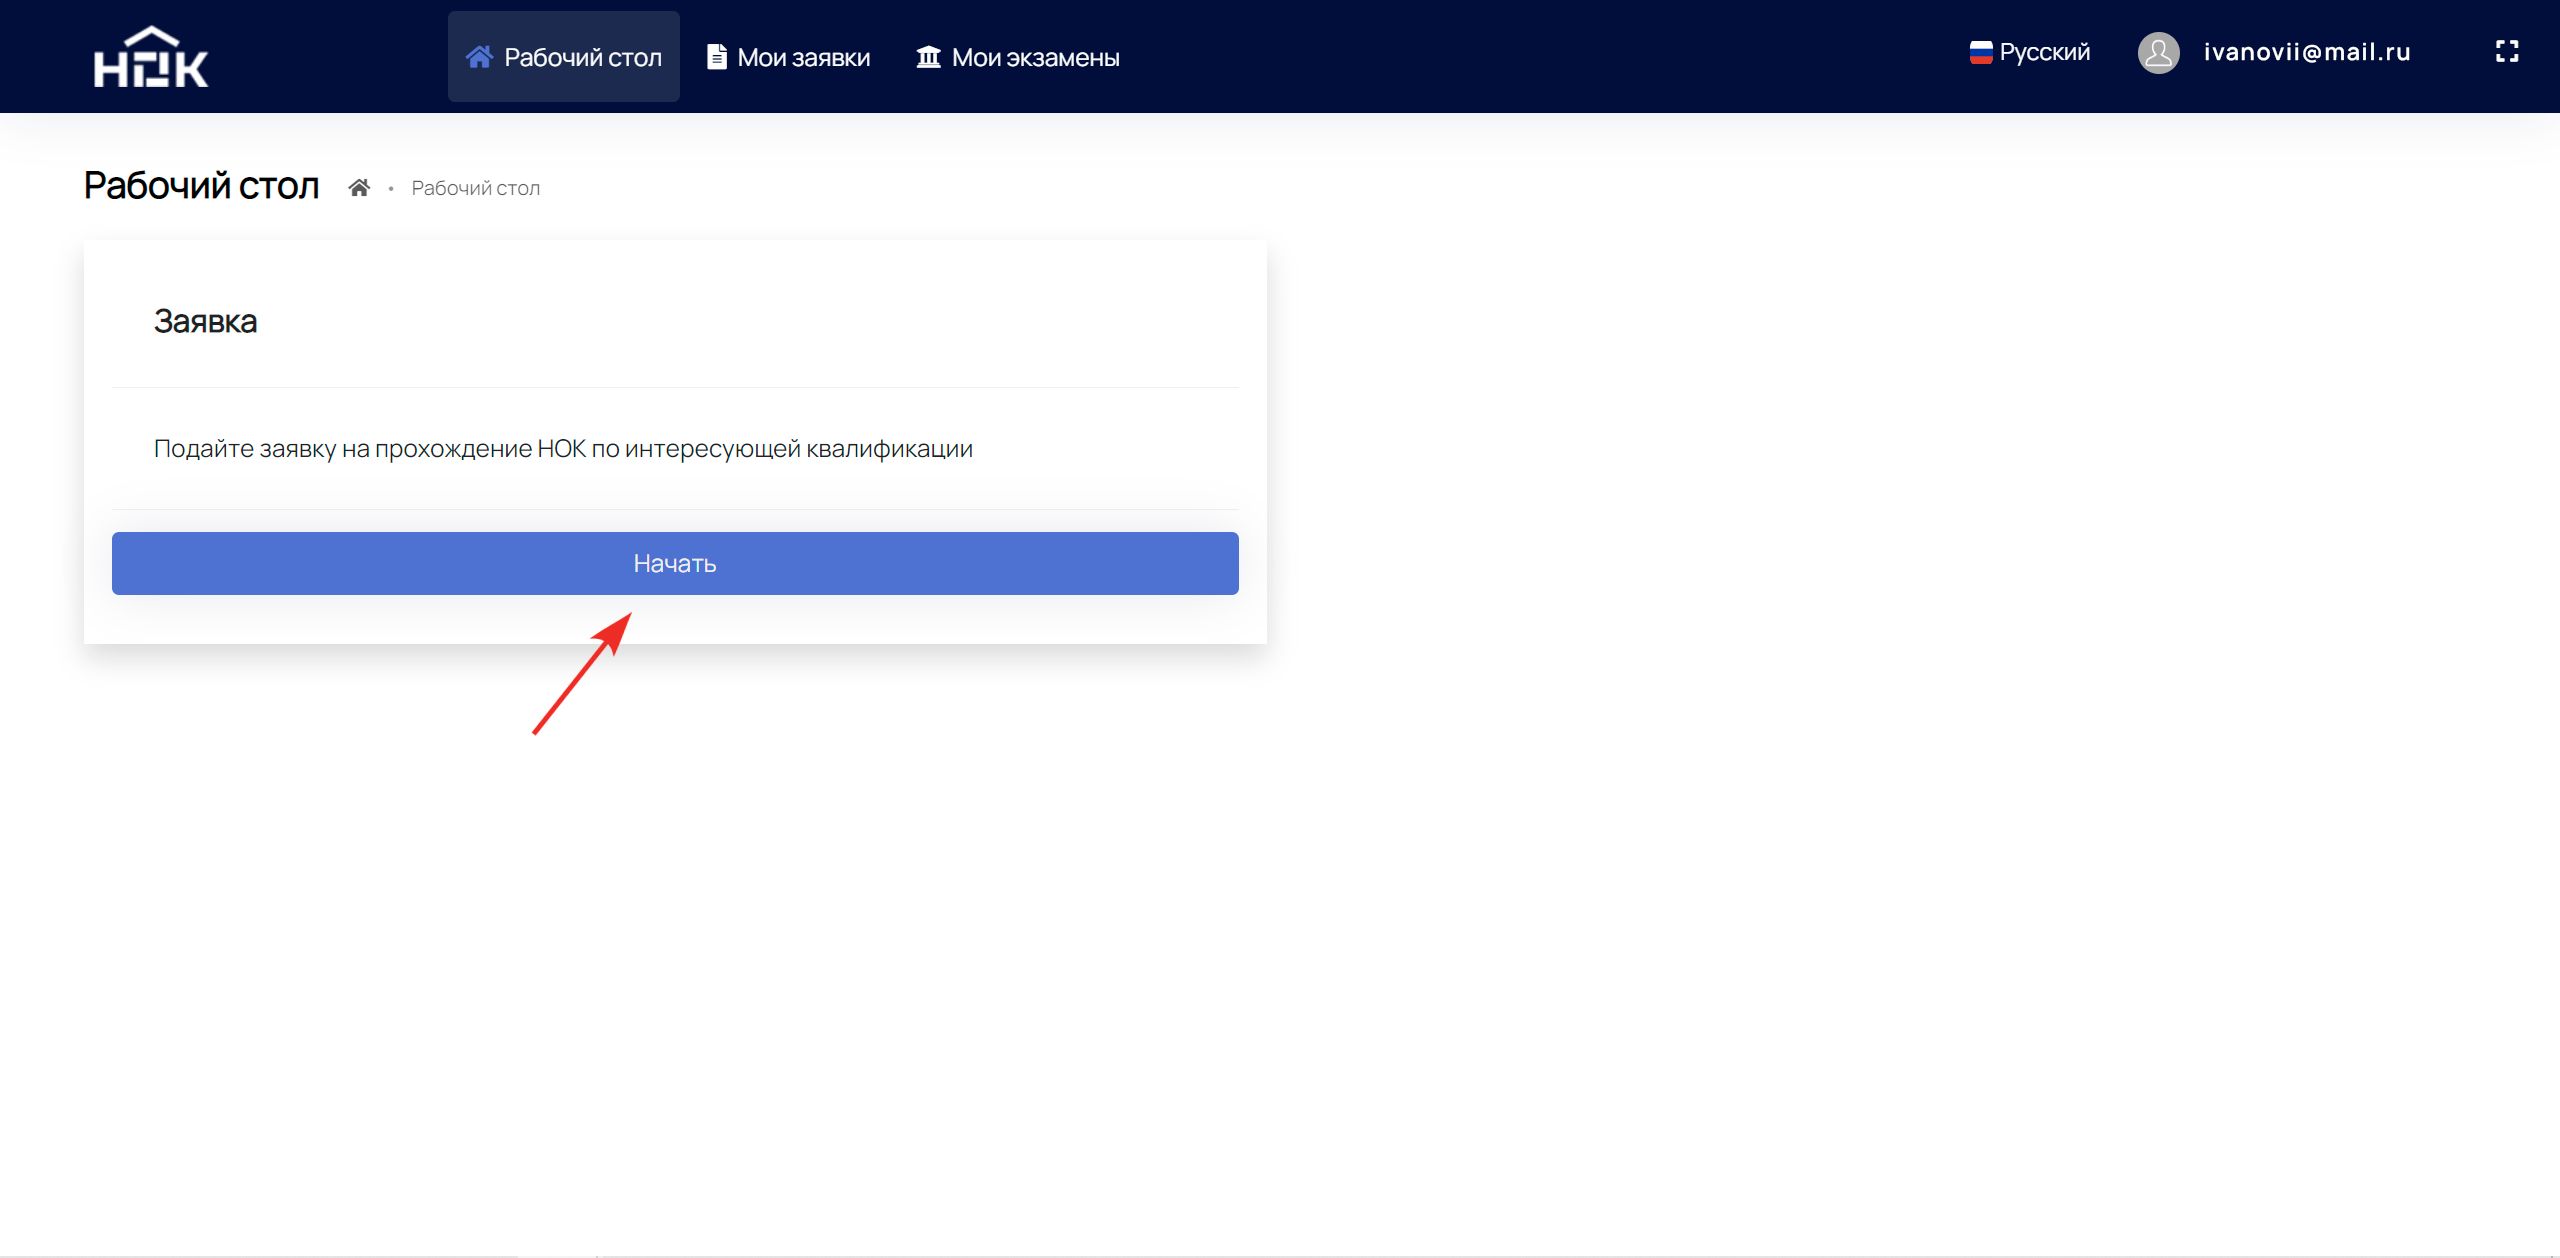 НОК
Рабочий стол
Мои заявки
Мои экзамены
Русский
ivanovii@mail.ru
Рабочий стол
• Рабочий стол
Заявка
Подайте заявку на прохождение НОК по интересующей квалификации
Начать